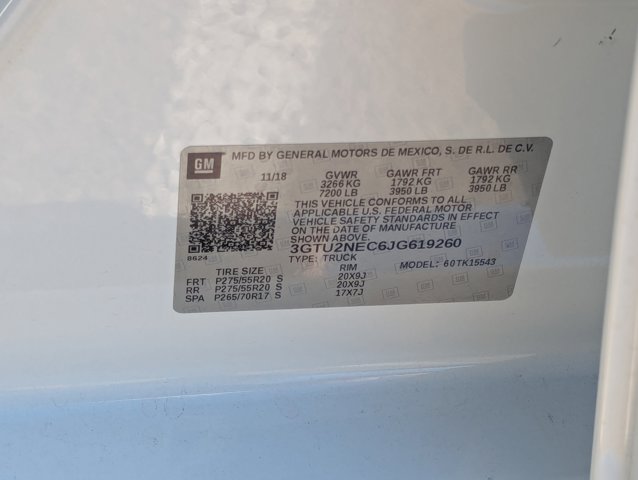 GM MFD BY GENERAL MOTORS DE MEXICO, S. DE R.L. DE C.V.
11/18 GVWR GAWR FRT GAWR RR
3266 KG 1792 KG 1792 KG
7200 LB 3950 LB 3950 LB
THIS VEHICLE CONFORMS TO ALL
APPLICABLE U.S. FEDERAL MOTOR
VEHICLE SAFETY STANDARDS IN EFFECT
ON THE DATE OF MANUFACTURE
SHOWN ABOVE.
3GTU2NEC6JG619260
8624 TYPE: TRUCK MODEL: 60TK15543
TIRE SIZE RIM
FRT P275/55R20 S 20X9J
RR P275/55R20 S 20X9J
SPA P265/70R17 S 17X7J